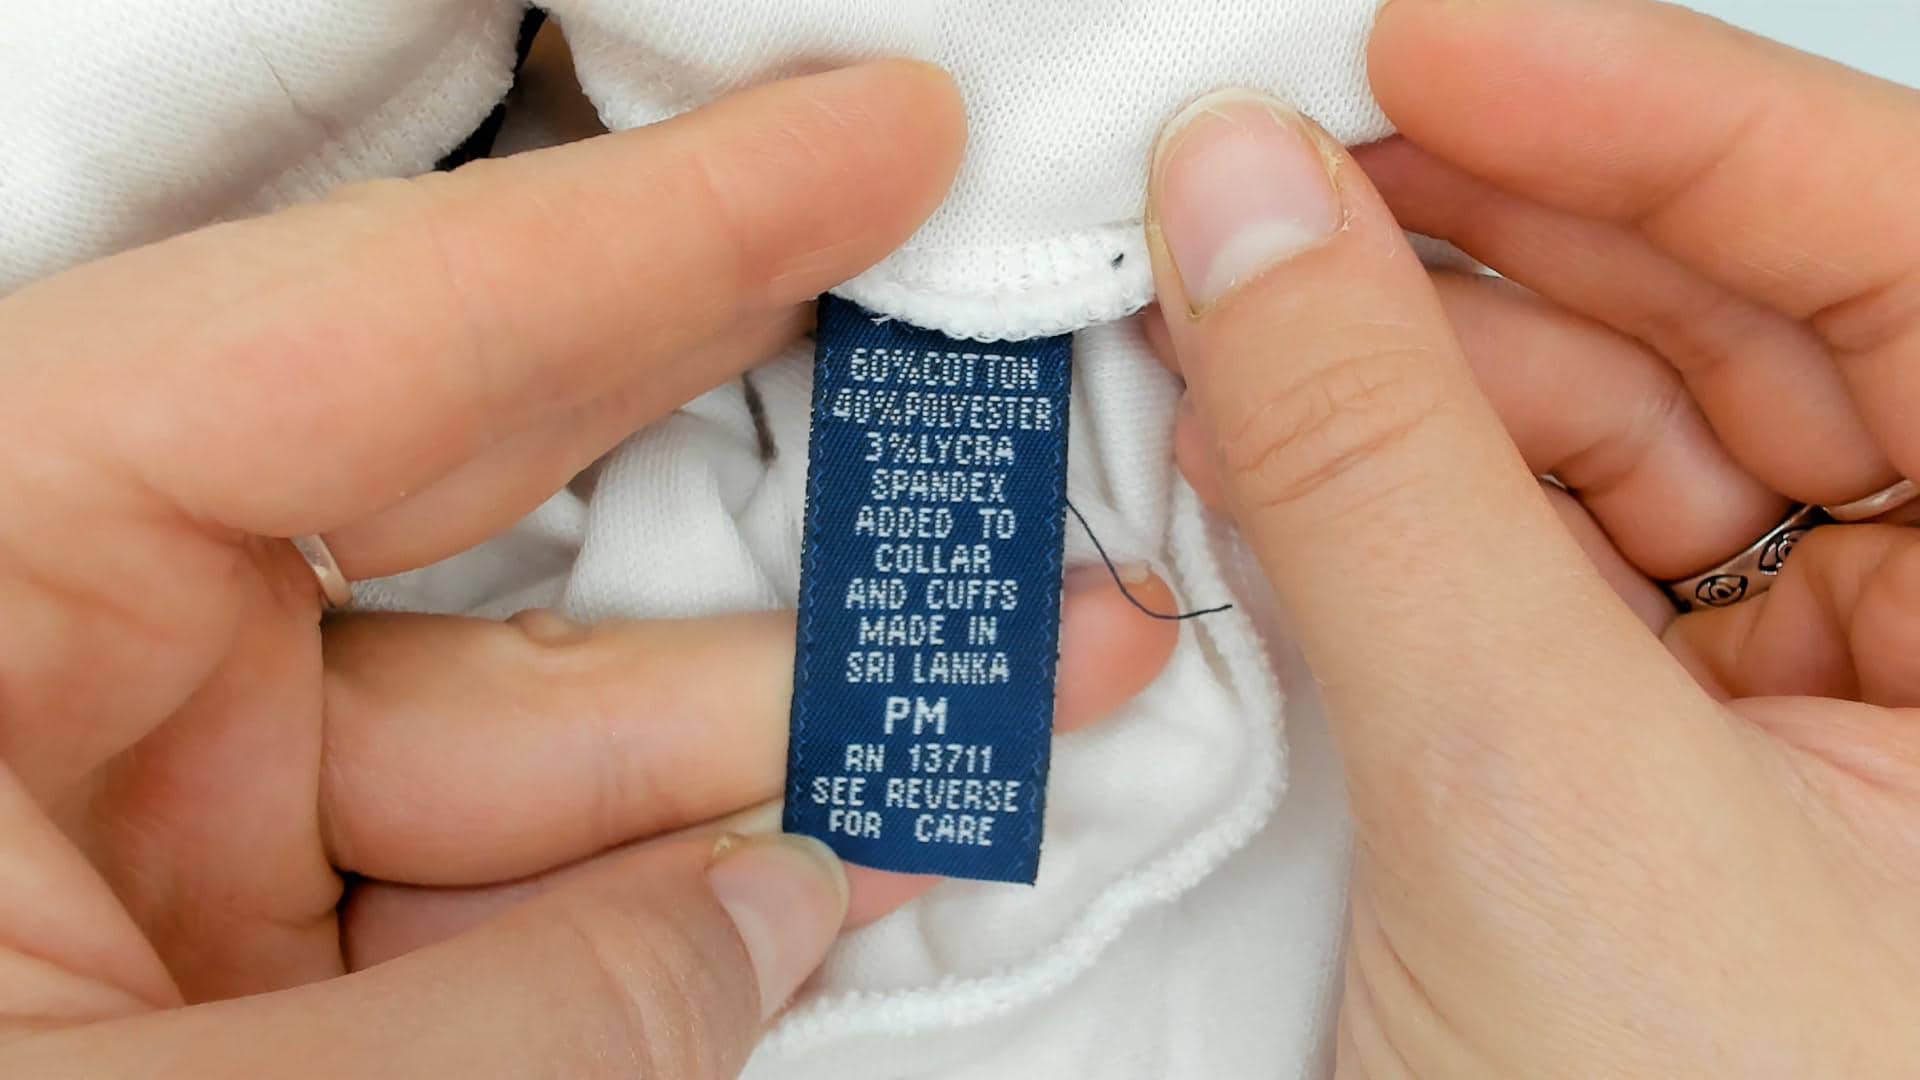 60%COTTON
40%POLYESTER
3%LYCRA
SPANDEX
ADDED TO
COLLAR
AND CUFFS
MADE IN
SRI LANKA
PM
RN 13711
SEE REVERSE
FOR CARE